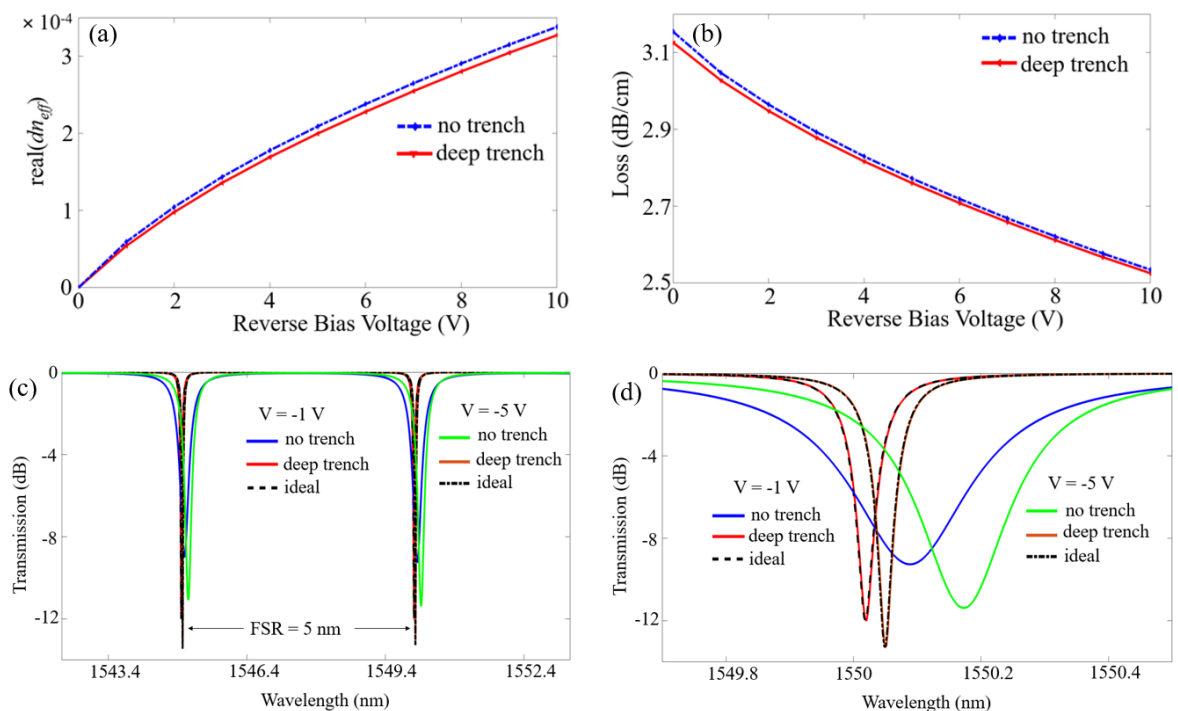 × 10-4
(a)
real(dneff)
3
2
1
0
no trench
deep trench
0
2
4
6
8
10
Reverse Bias Voltage (V)
(b)
Loss (dB/cm)
3.1
2.9
2.7
2.5
no trench
deep trench
0
2
4
6
8
10
Reverse Bias Voltage (V)
(c)
Transmission (dB)
0
-4
-8
-12
V = -1 V
no trench
deep trench
ideal
V = -5 V
no trench
deep trench
ideal
FSR = 5 nm
1543.4
1546.4
1549.4
1552.4
Wavelength (nm)
(d)
Transmission (dB)
0
-4
-8
-12
V = -1 V
no trench
deep trench
ideal
V = -5 V
no trench
deep trench
ideal
1549.8
1550
1550.2
1550.4
Wavelength (nm)